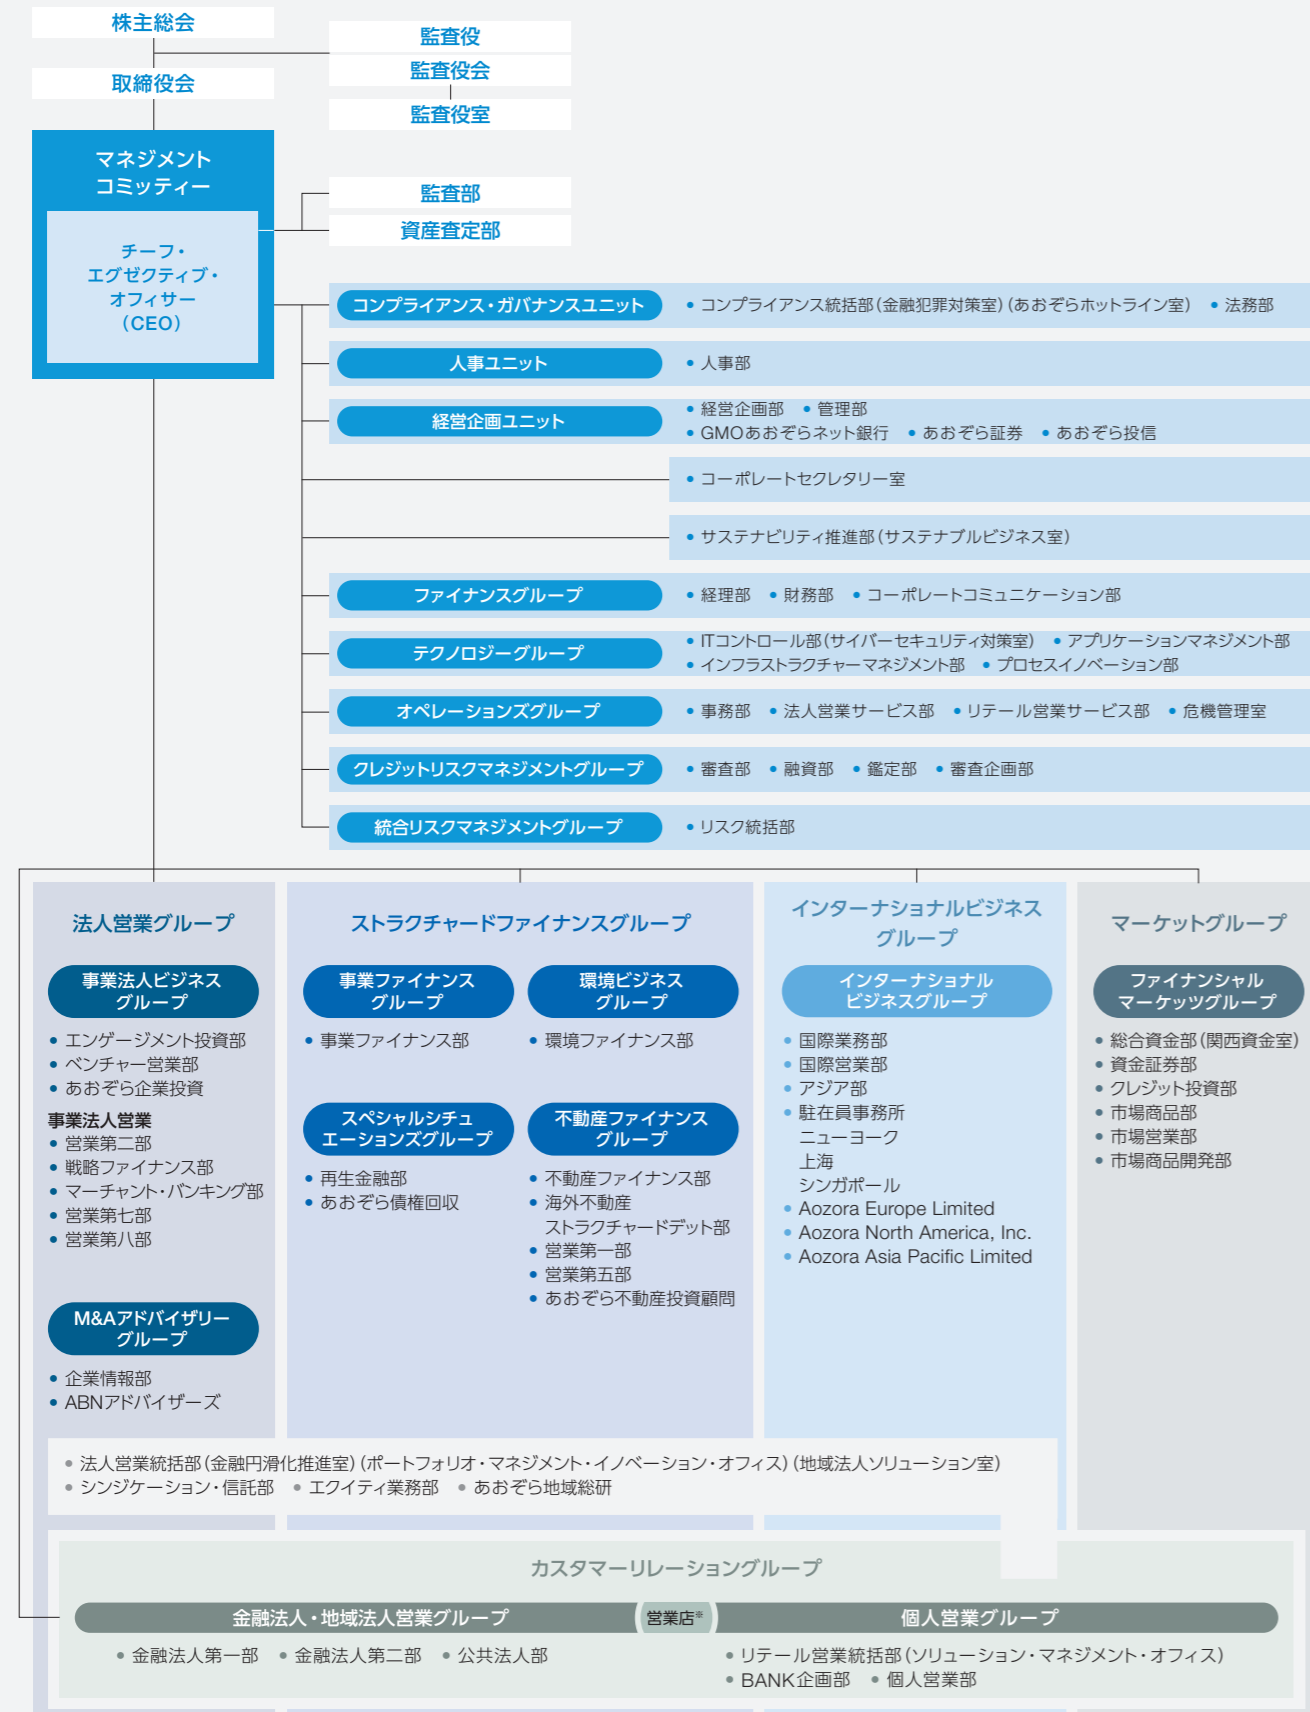 株主総会
監査役
監査役会
取締役会
監査役室
マネジメント
コミッティー
監査部
資産査定部
チーフ・
エグゼクティブ・
オフィサー
（CEO）
コンプライアンス・ガバナンスユニット
• コンプライアンス統括部（金融犯罪対策室）（あおぞらホットライン室） • 法務部
人事ユニット
• 人事部
経営企画ユニット
• 経営企画部 • 管理部
• GMOあおぞらネット銀行 • あおぞら証券 • あおぞら投信
• コーポレートセクレタリー室
• サステナビリティ推進部（サステナブルビジネス室）
ファイナンスグループ
• 経理部 • 財務部 • コーポレートコミュニケーション部
テクノロジーグループ
• ITコントロール部（サイバーセキュリティ対策室） • アプリケーションマネジメント部
• インフラストラクチャーマネジメント部 • プロセスイノベーション部
オペレーションズグループ
• 事務部 • 法人営業サービス部 • リテール営業サービス部 • 危機管理室
クレジットリスクマネジメントグループ
• 審査部 • 融資部 • 鑑定部 • 審査企画部
統合リスクマネジメントグループ
• リスク統括部
法人営業グループ
事業法人ビジネス
グループ
• エンゲージメント投資部
• ベンチャー営業部
• あおぞら企業投資
事業法人営業
• 営業第二部
• 戦略ファイナンス部
• マーチャント・バンキング部
• 営業第七部
• 営業第八部
M&Aアドバイザリー
グループ
• 企業情報部
• ABNアドバイザーズ
ストラクチャードファイナンスグループ
事業ファイナンス
グループ
• 事業ファイナンス部
環境ビジネス
グループ
• 環境ファイナンス部
スペシャルシチュ
エーションズグループ
• 再生金融部
• あおぞら債権回収
不動産ファイナンス
グループ
• 不動産ファイナンス部
• 海外不動産
ストラクチャードデット部
• 営業第一部
• 営業第五部
• あおぞら不動産投資顧問
インターナショナルビジネス
グループ
インターナショナル
ビジネスグループ
• 国際業務部
• 国際営業部
• アジア部
• 駐在員事務所
ニューヨーク
上海
シンガポール
• Aozora Europe Limited
• Aozora North America, Inc.
• Aozora Asia Pacific Limited
マーケットグループ
ファイナンシャル
マーケッツグループ
• 総合資金部（関西資金室）
• 資金証券部
• クレジット投資部
• 市場商品部
• 市場営業部
• 市場商品開発部
• 法人営業統括部（金融円滑化推進室）（ポートフォリオ・マネジメント・イノベーション・オフィス）（地域法人ソリューション室）
• シンジケーション・信託部 • エクイティ業務部 • あおぞら地域総研
カスタマーリレーショングループ
金融法人・地域法人営業グループ
営業店※
個人営業グループ
• 金融法人第一部 • 金融法人第二部 • 公共法人部
• リテール営業統括部（ソリューション・マネジメント・オフィス）
• BANK企画部 • 個人営業部